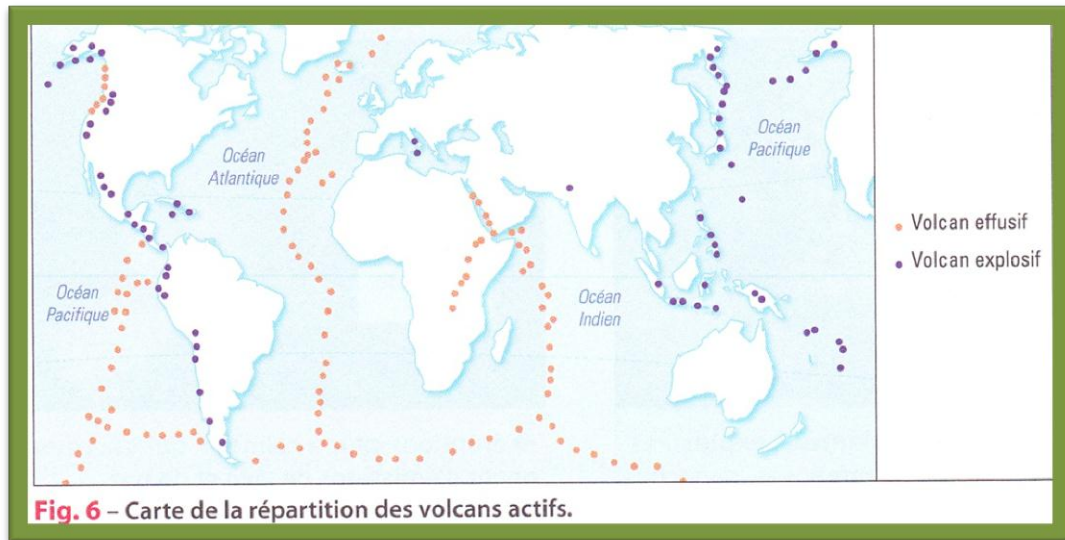 Océan
Atlantique
Océan
Pacifique
Océan
Pacifique
Océan
Indien
Volcan effusif
Volcan explosif
Fig. 6 – Carte de la répartition des volcans actifs.